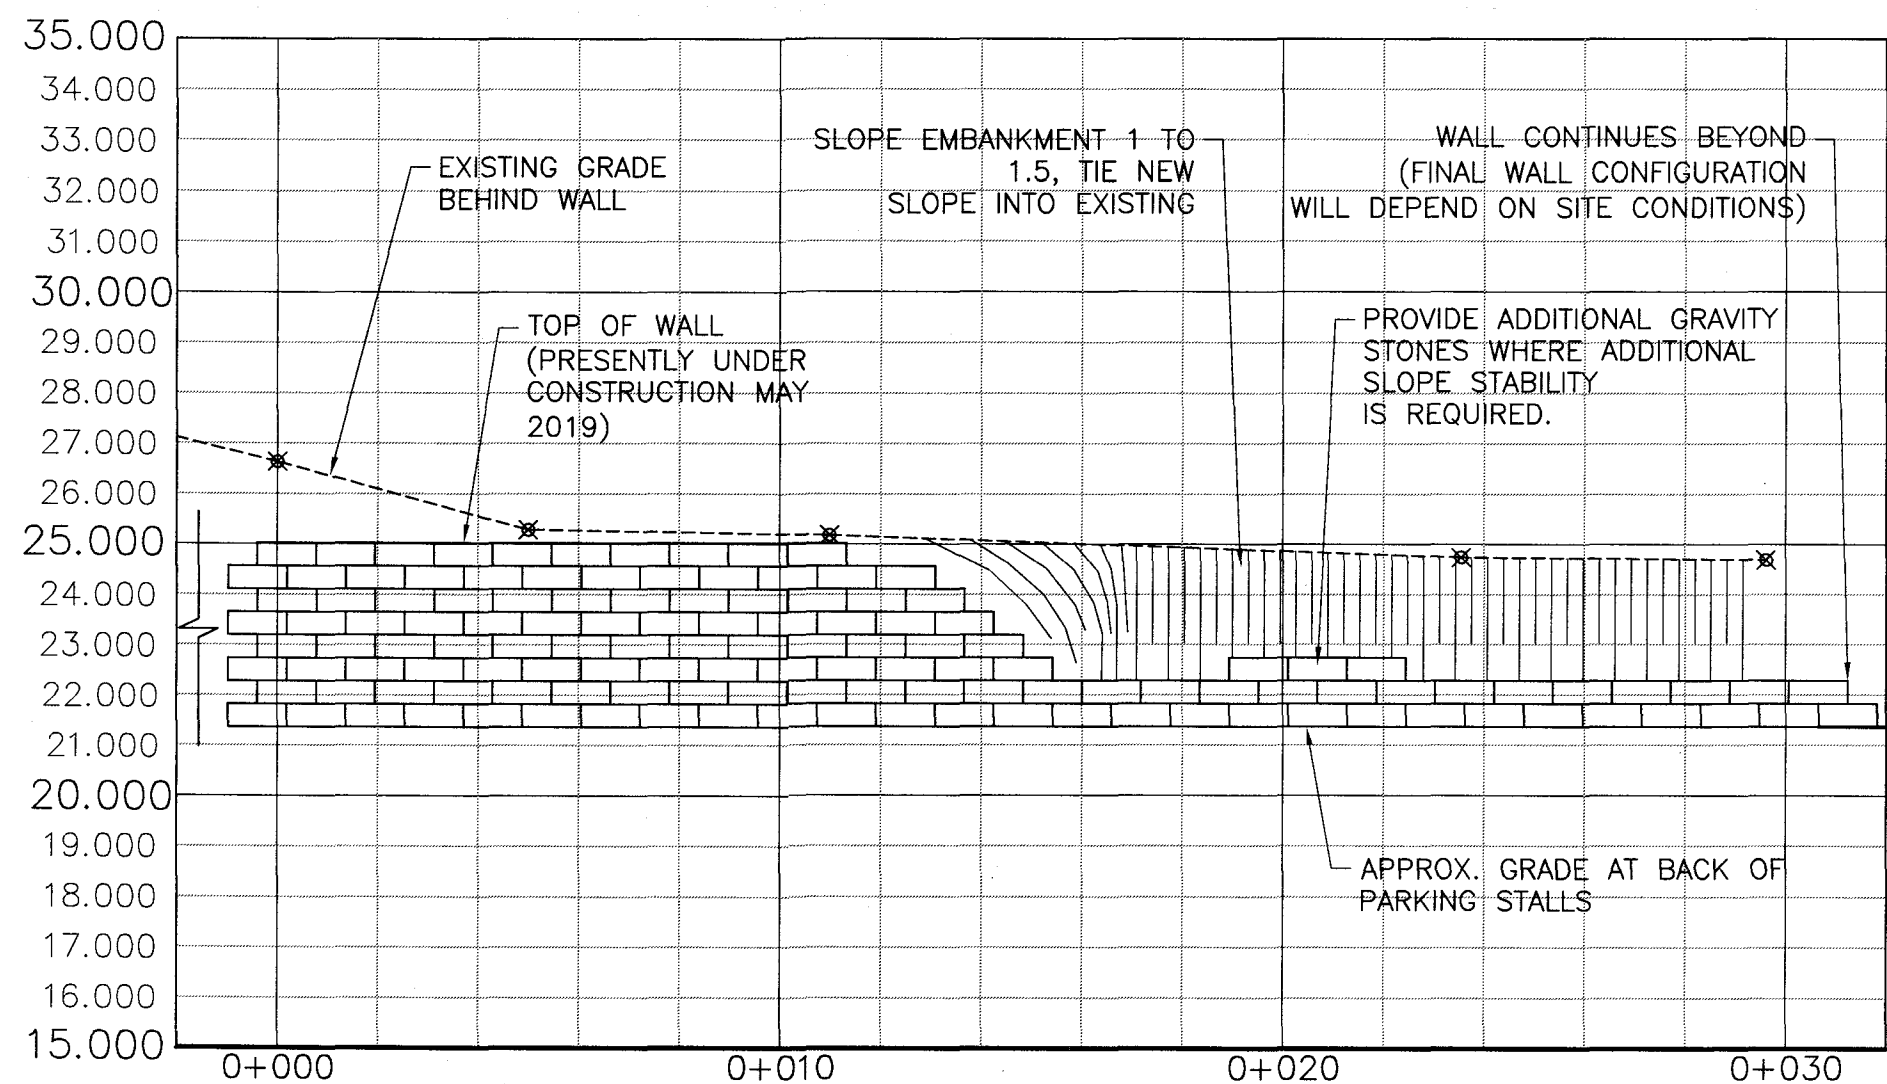 35.000
34.000
33.000
32.000
31.000
30.000
29.000
28.000
27.000
26.000
25.000
24.000
23.000
22.000
21.000
20.000
19.000
18.000
17.000
16.000
15.000
0+000
0+010
0+020
0+030
EXISTING GRADE
BEHIND WALL
SLOPE EMBANKMENT 1 TO
1.5, TIE NEW
SLOPE INTO EXISTING
WALL CONTINUES BEYOND
(FINAL WALL CONFIGURATION
WILL DEPEND ON SITE CONDITIONS)
TOP OF WALL
(PRESENTLY UNDER
CONSTRUCTION MAY
2019)
PROVIDE ADDITIONAL GRAVITY
STONES WHERE ADDITIONAL
SLOPE STABILITY
IS REQUIRED.
APPROX. GRADE AT BACK OF
PARKING STALLS